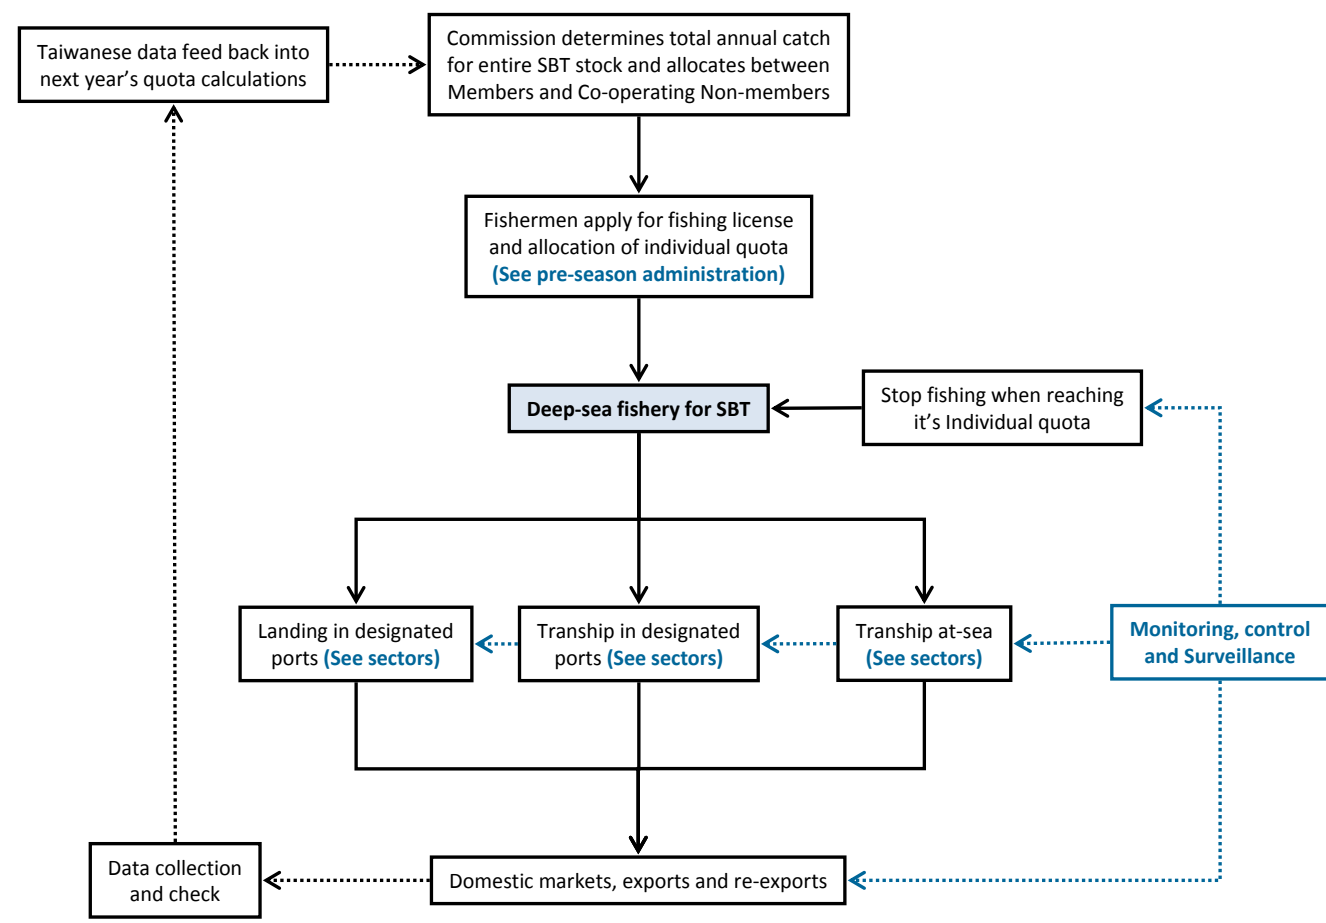 Taiwanese data feed back into
next year's quota calculations
Commission determines total annual catch
for entire SBT stock and allocates between
Members and Co-operating Non-members
Fishermen apply for fishing license
and allocation of individual quota
(See pre-season administration)
Deep-sea fishery for SBT
Stop fishing when reaching
it's Individual quota
Landing in designated
ports (See sectors)
Tranship in designated
ports (See sectors)
Tranship at-sea
(See sectors)
Monitoring, control
and Surveillance
Data collection
and check
Domestic markets, exports and re-exports